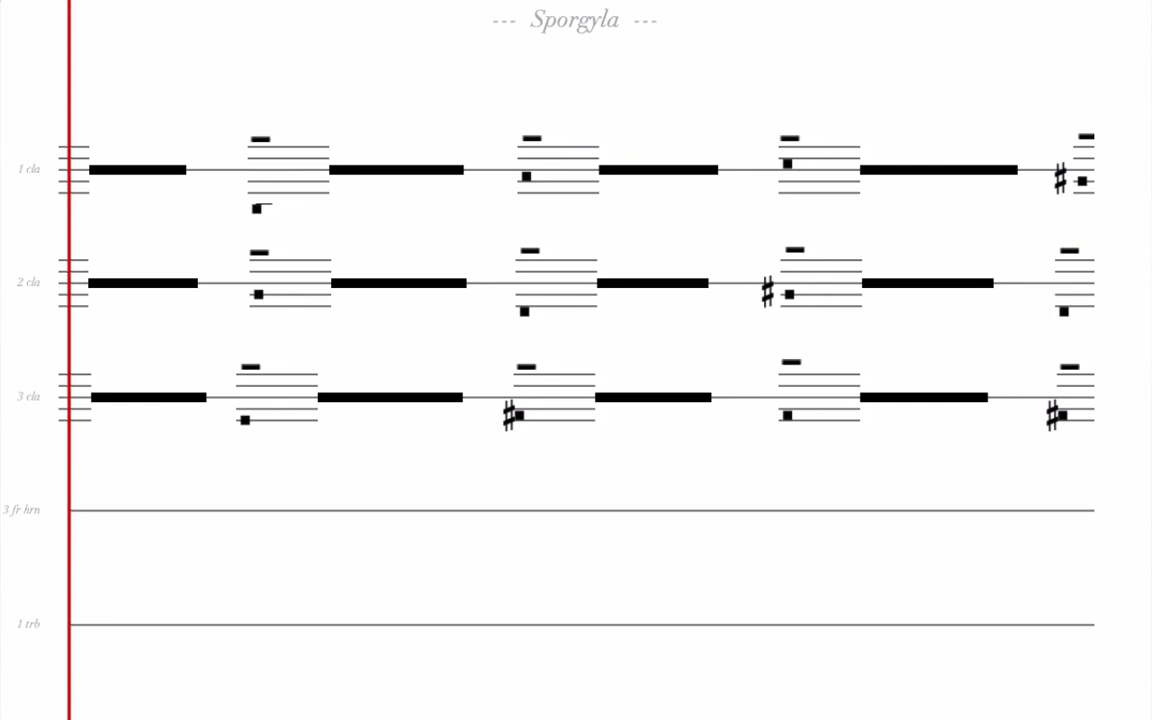 --- Sporgyla ---
1 cla
2 cla
3 cla
3 fr hrn
1 trb